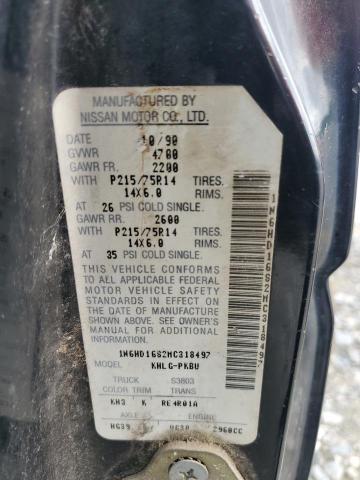 MANUFACTURED BY
NISSAN MOTOR CO., LTD.
DATE 10/90
GVWR 4700
GAWR FR. 2200
WITH P215/75R14 TIRES.
14X6.0 RIMS.
AT 26 PSI COLD SINGLE.
GAWR RR. 2600
WITH P215/75R14 TIRES.
14X6.0 RIMS.
AT 35 PSI COLD SINGLE.
THIS VEHICLE CONFORMS
TO ALL APPLICABLE FEDERAL
MOTOR VEHICLE SAFETY STANDARDS
IN EFFECT ON THE DATE OF
MANUFACTURE SHOWN ABOVE.
SEE OWNER'S MANUAL FOR
ADDITIONAL INFORMATION.
1N6HD16S2MC318497
MODEL KHLG-PKBU
TRUCK S3803
COLOR TRIM TRANS
KH3 K RE4R01A
AXLE ENGINE
HG39 2960CC
1N6HD16S2MC318497